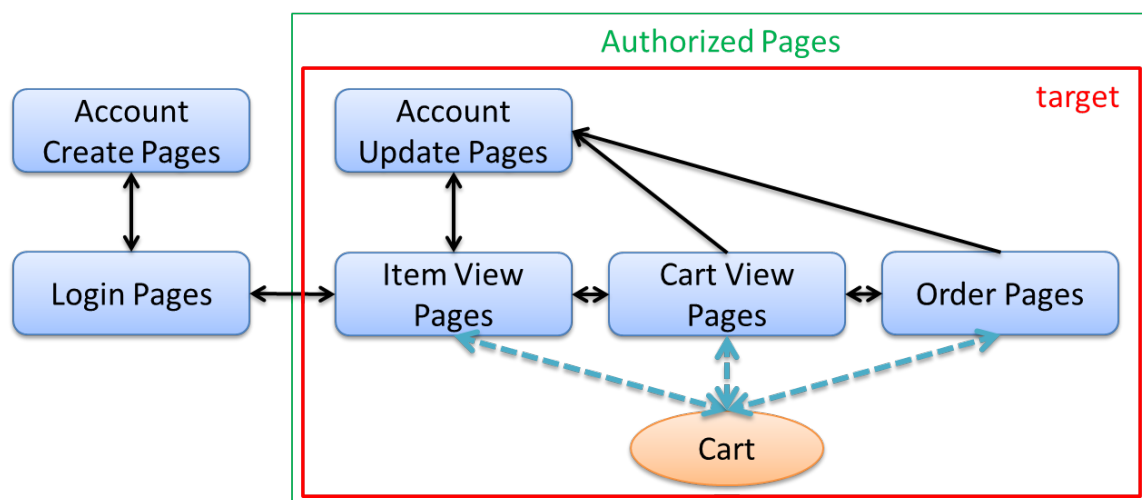 Authorized Pages
target
Account
Create Pages
Account
Update Pages
Login Pages
Item View
Pages
Cart View
Pages
Order Pages
Cart